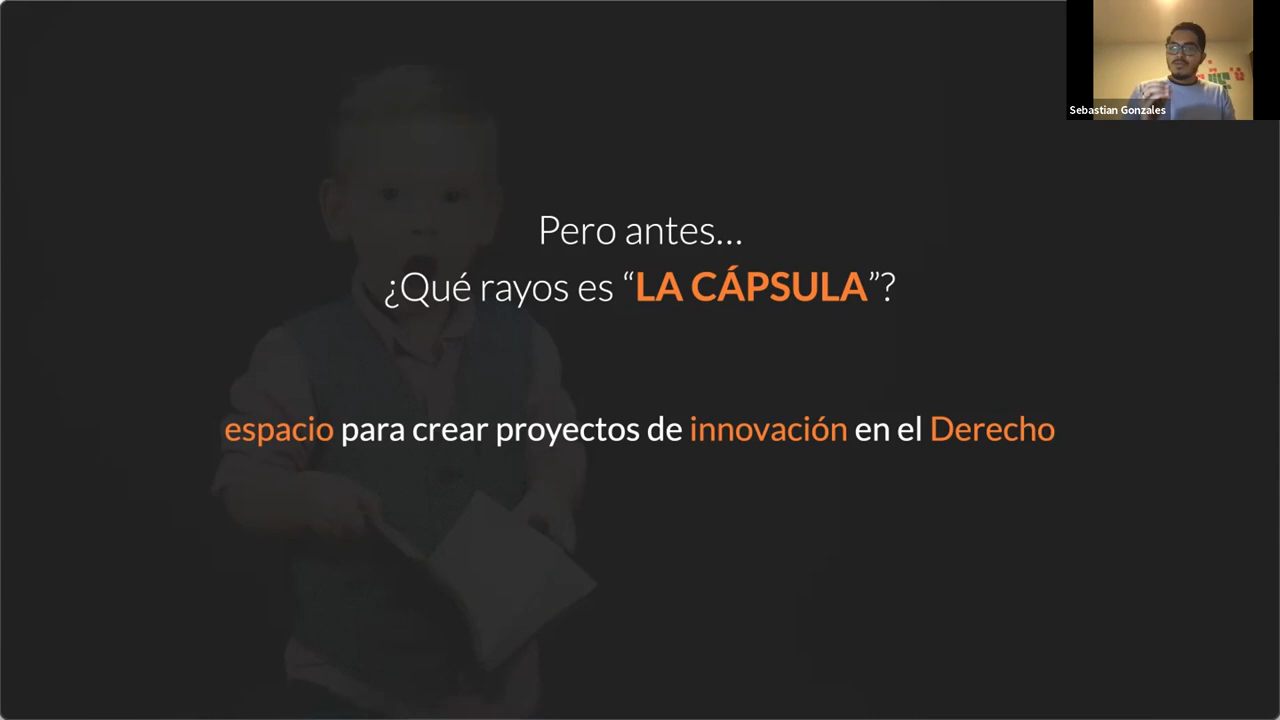 Sebastian Gonzales
Pero antes...
¿Qué rayos es “LA CÁPSULA”?
espacio para crear proyectos de innovación en el Derecho